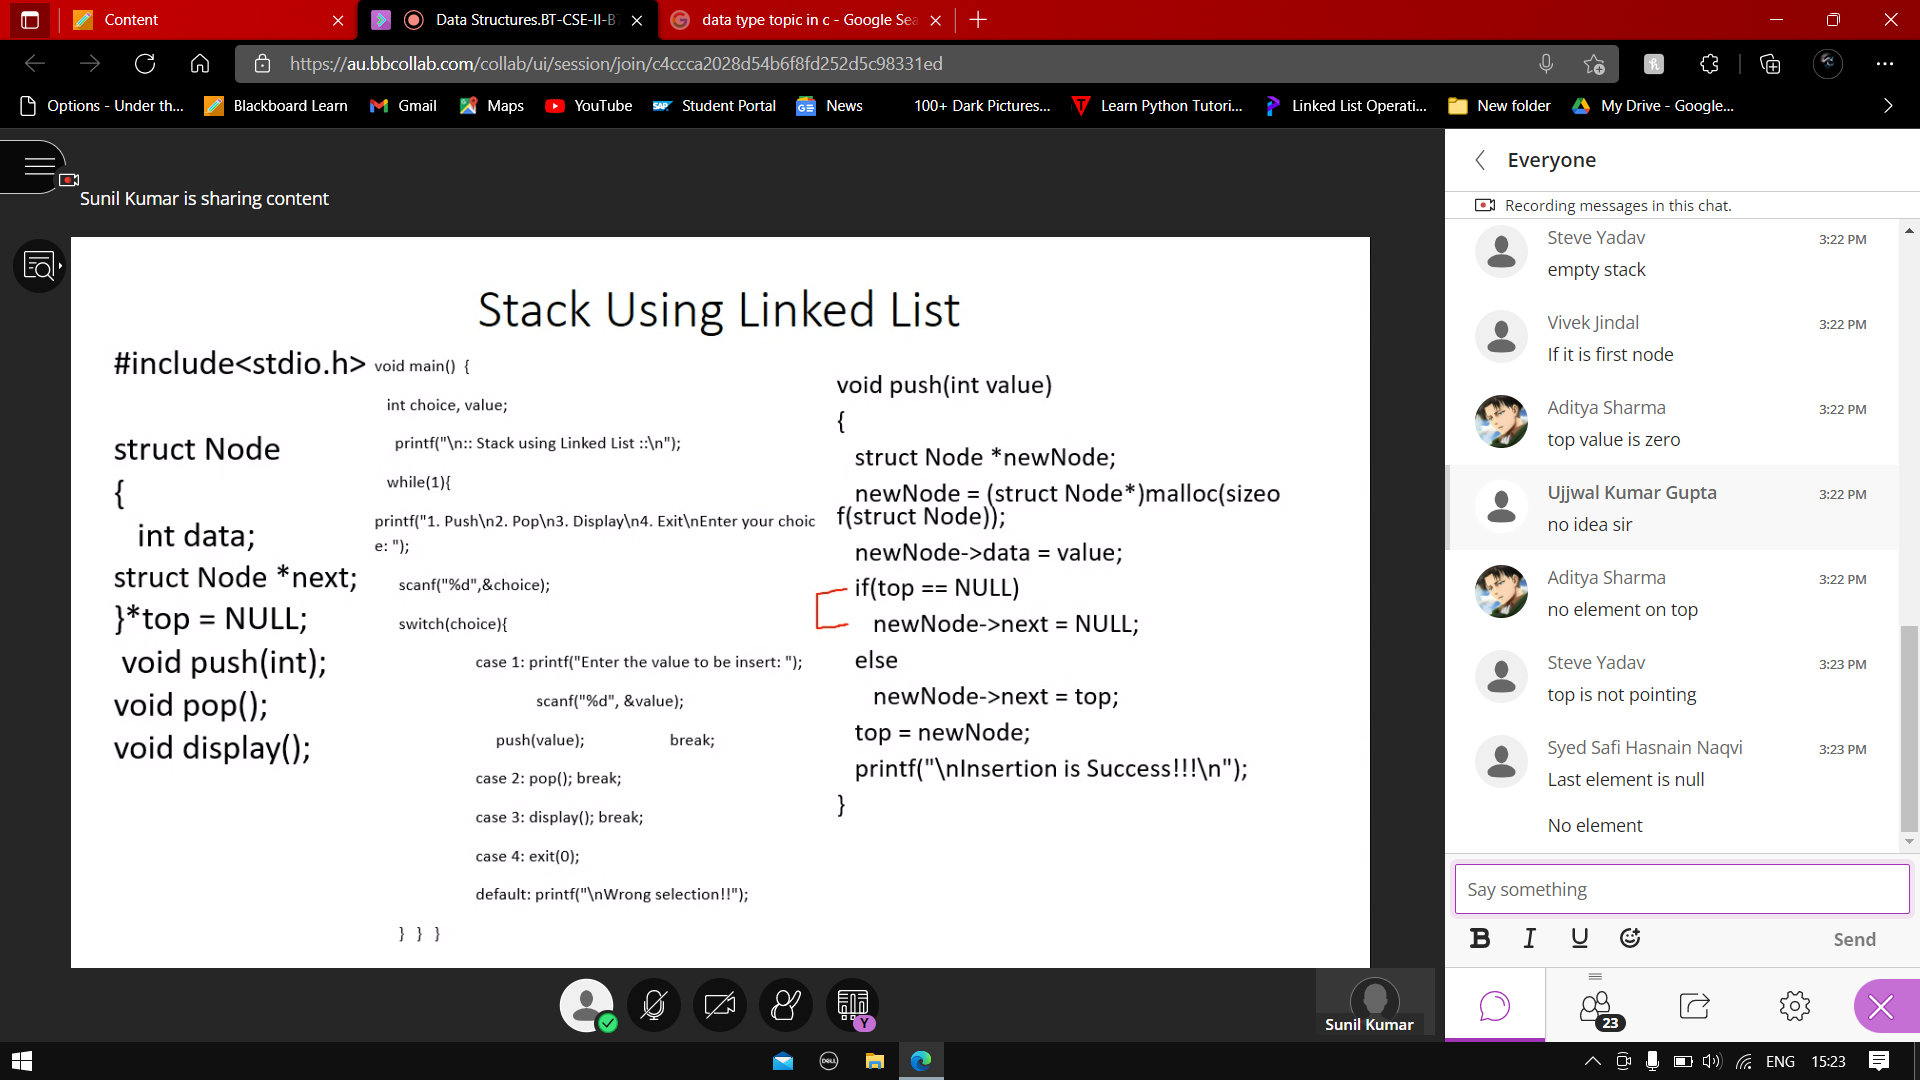 Content
Data Structures.BT-CSE-II-B
data type topic in c - Google Sea
https://au.bbcollab.com/collab/ui/session/join/c4ccca2028d54b6f8fd252d5c98331ed
Options - Under th...
Blackboard Learn
Gmail
Maps
YouTube
SAP
Student Portal
GE
News
100+ Dark Pictures...
Learn Python Tutori...
Linked List Operati...
New folder
My Drive - Google...
Sunil Kumar is sharing content
Stack Using Linked List
#include<stdio.h>
struct Node
{
int data;
struct Node *next;
}*top = NULL;
void push(int);
void pop();
void display();
void main() {
int choice, value;
printf("\n:: Stack using Linked List ::\n");
while(1){
printf("1. Push\n2. Pop\n3. Display\n4. Exit\nEnter your choic
e: ");
scanf("%d",&choice);
switch(choice){
case 1: printf("Enter the value to be insert: ");
scanf("%d", &value);
push(value); break;
case 2: pop(); break;
case 3: display(); break;
case 4: exit(0);
default: printf("\nWrong selection!!");
} } }
void push(int value)
{
struct Node *newNode;
newNode = (struct Node*)malloc(sizeo
f(struct Node));
newNode->data = value;
if(top == NULL)
newNode->next = NULL;
else
newNode->next = top;
top = newNode;
printf("\nInsertion is Success!!!\n");
}
Sunil Kumar
Everyone
Recording messages in this chat.
Steve Yadav 3:22 PM
empty stack
Vivek Jindal 3:22 PM
If it is first node
Aditya Sharma 3:22 PM
top value is zero
Ujjwal Kumar Gupta 3:22 PM
no idea sir
Aditya Sharma 3:22 PM
no element on top
Steve Yadav 3:23 PM
top is not pointing
Syed Safi Hasnain Naqvi 3:23 PM
Last element is null
No element
Say something
B I U Send
23
Y
DELL
ENG 15:23